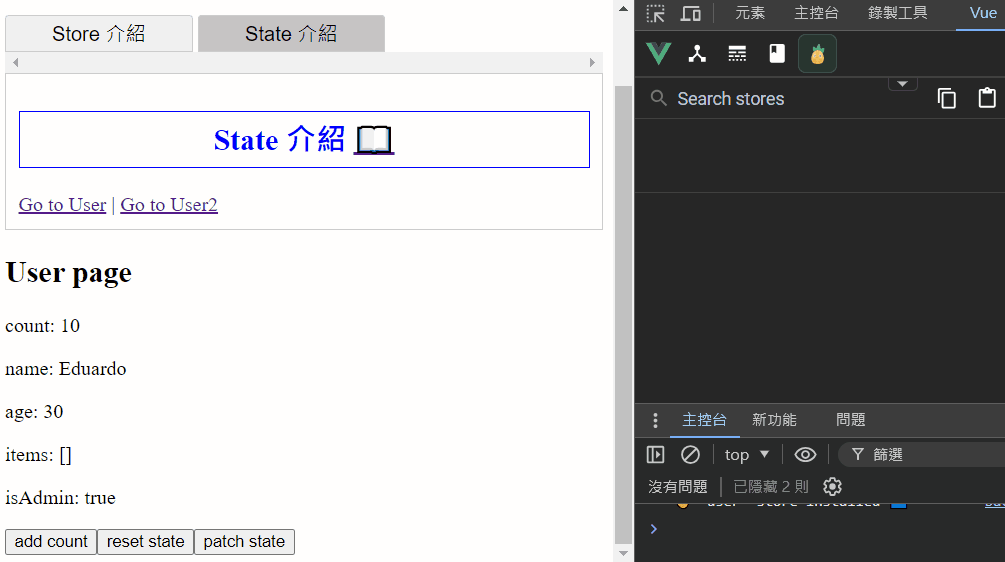 Store 介紹
State 介紹
State 介紹 📖
Go to User | Go to User2
User page
count: 10
name: Eduardo
age: 30
items: []
isAdmin: true
add count
reset state
patch state
元素
主控台
錄製工具
Vue
Search stores
主控台
新功能
問題
top ▼
篩選
沒有問題
已隱藏 2 則
store installed